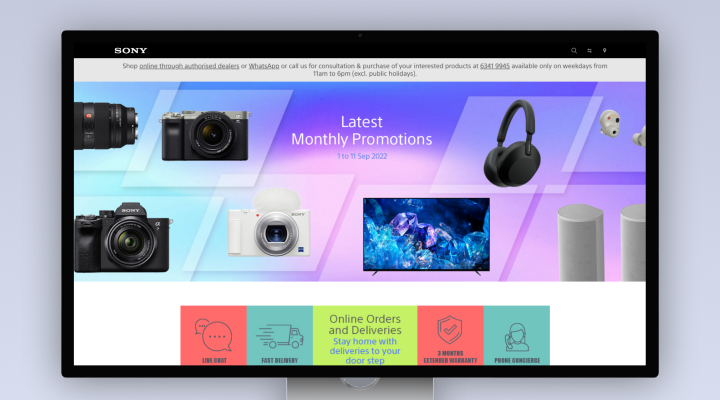 SONY
Shop online through authorised dealers or WhatsApp or call us for consultation & purchase of your interested products at 6341 9945 available only on weekdays from
11am to 6pm (excl. public holidays).
Latest
Monthly Promotions
1 to 11 Sep 2022
SONY
SONY
Online Orders
and Deliveries
Stay home with
deliveries to your
door step
LIVE CHAT
FAST DELIVERY
3 MONTHS
EXTENDED WARRANTY
PHONE CONCIERGE